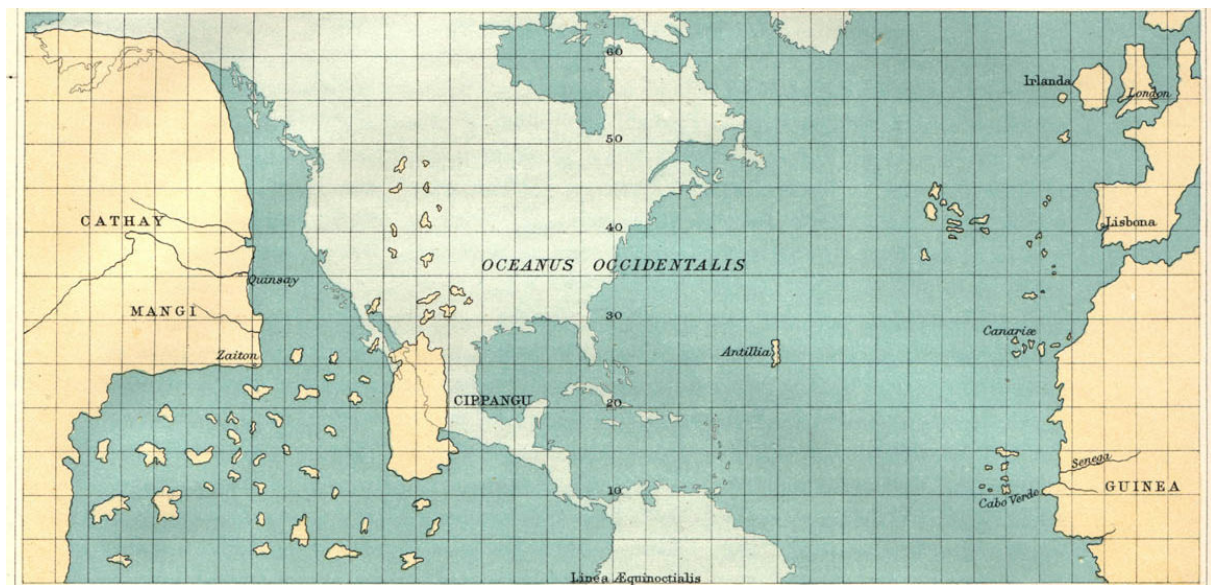 60
Irlanda
London
50
CATHAY
Lisbona
40
OCEANUS OCCIDENTALIS
Quinsay
MANGI
30
Canariæ
Zaiton
Antillia
CIPPANGU
20
Senega
GUINEA
10
Cabo Verde
Linea Æquinoctialis